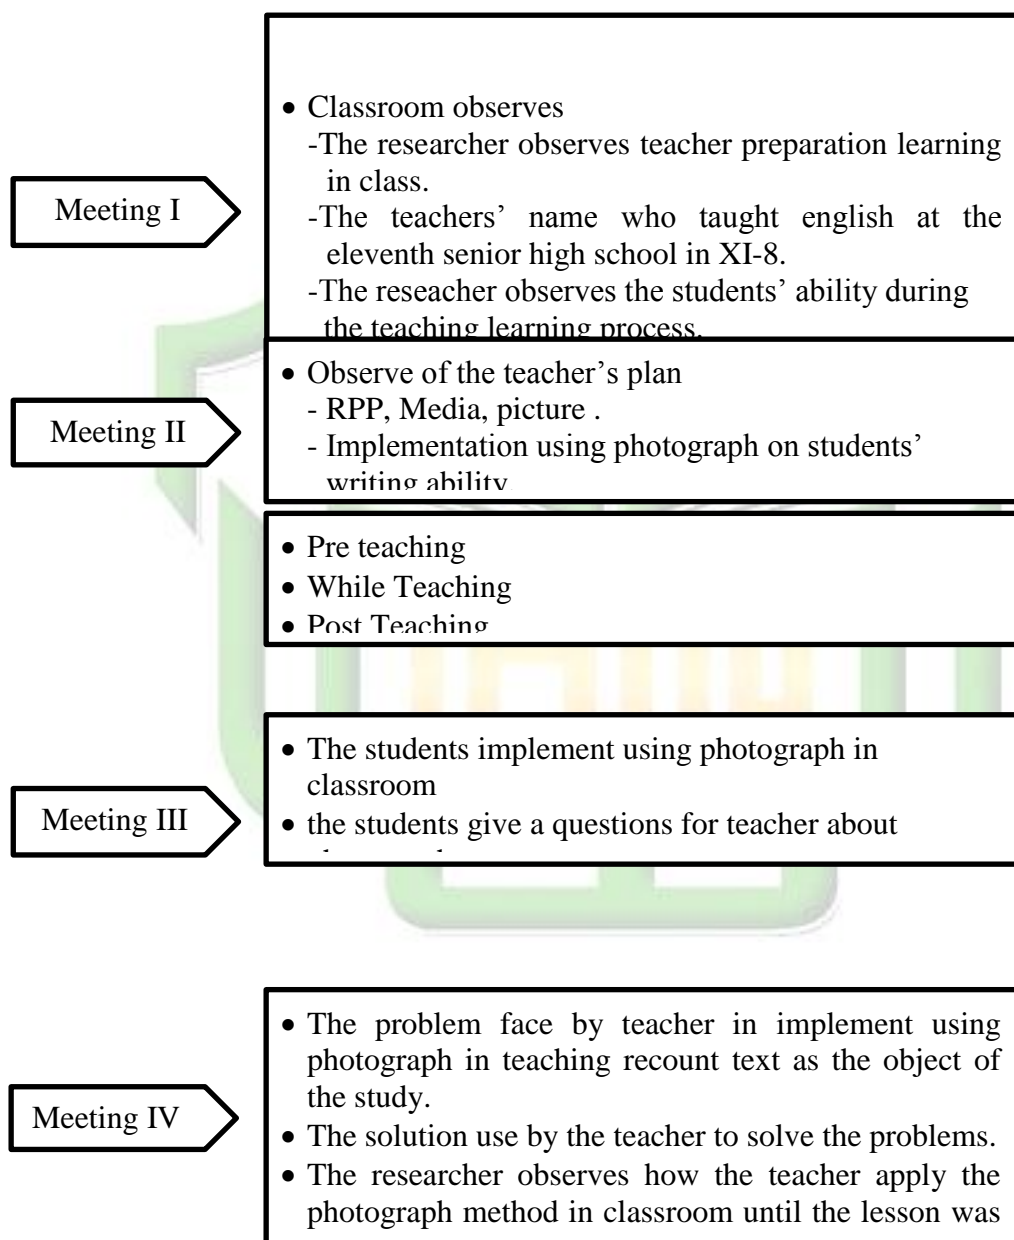 • Classroom observes
-The researcher observes teacher preparation learning
in class.
Meeting I
-The teachers’ name who taught english at the
eleventh senior high school in XI-8.
-The reseacher observes the students’ ability during
the teaching learning process.
• Observe of the teacher’s plan
- RPP, Media, picture .
Meeting II
- Implementation using photograph on students’
writing ability
• Pre teaching
• While Teaching
• Post Teaching
• The students implement using photograph in
classroom
Meeting III
• the students give a questions for teacher about
• The problem face by teacher in implement using
photograph in teaching recount text as the object of
the study.
Meeting IV
• The solution use by the teacher to solve the problems.
• The researcher observes how the teacher apply the
photograph method in classroom until the lesson was